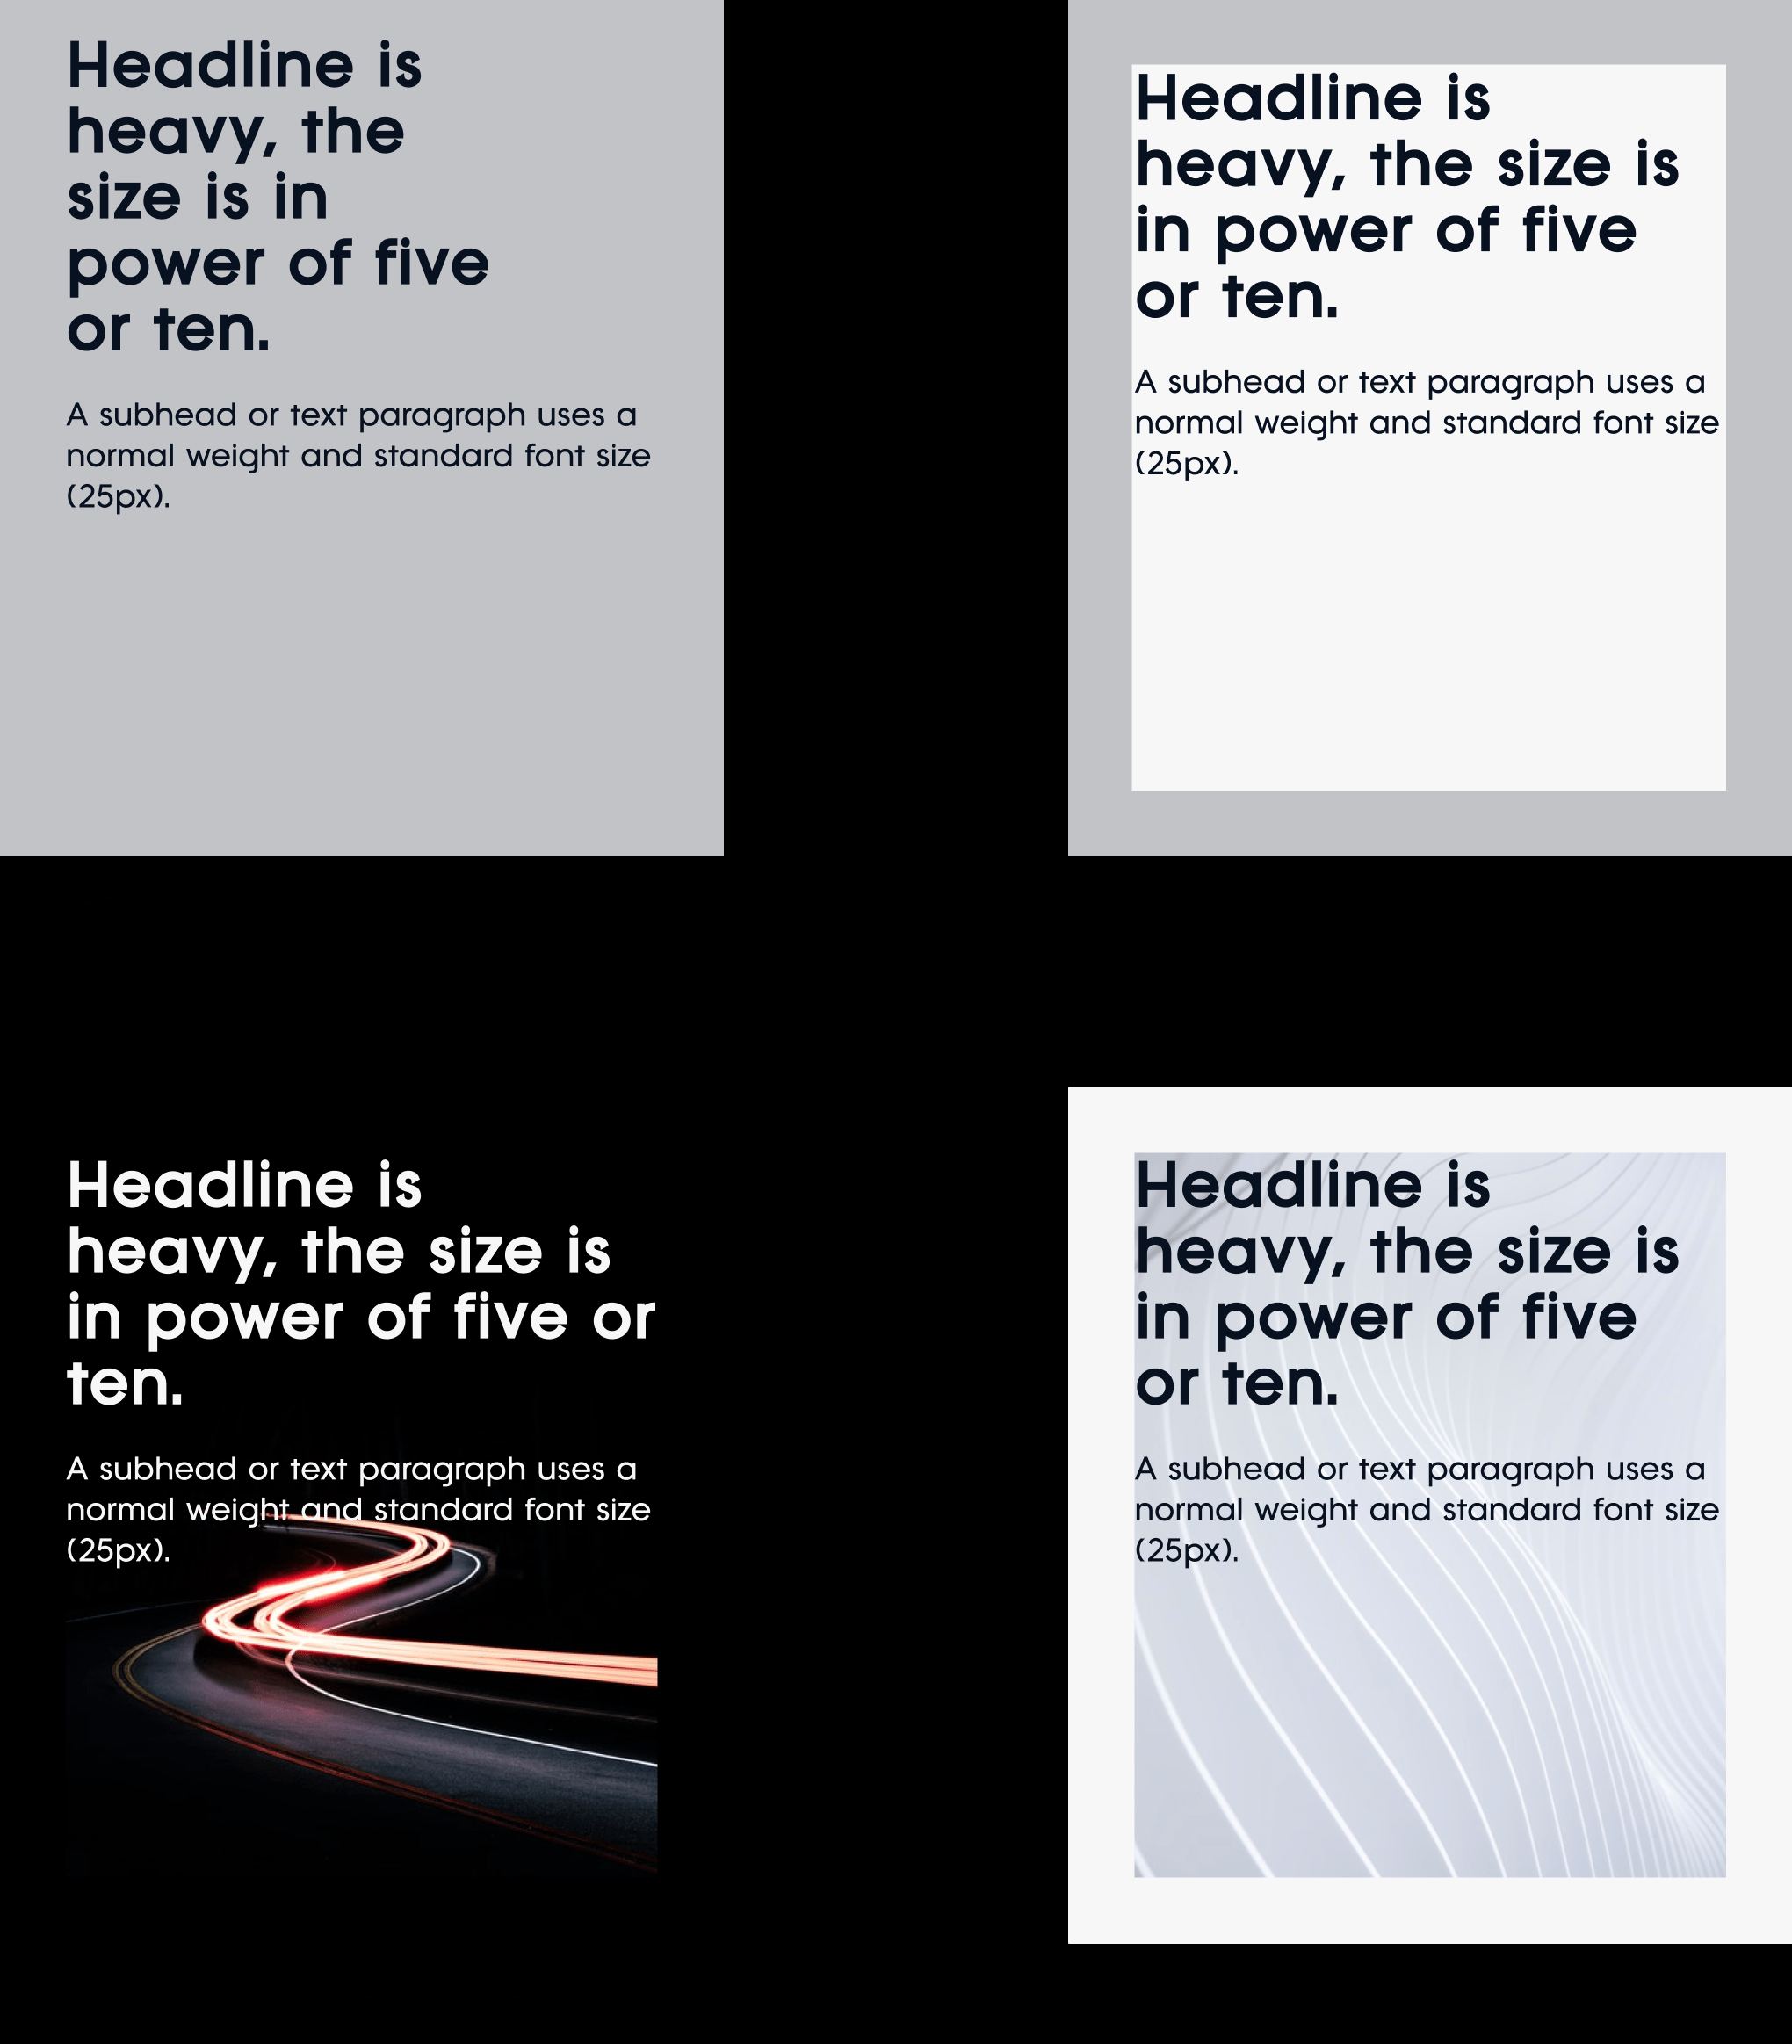 Headline is
heavy, the
size is in
power of five
or ten.
A subhead or text paragraph uses a
normal weight and standard font size
(25px).
Headline is
heavy, the size is
in power of five
or ten.
A subhead or text paragraph uses a
normal weight and standard font size
(25px).
Headline is
heavy, the size is
in power of five or
ten.
A subhead or text paragraph uses a
normal weight and standard font size
(25px).
Headline is
heavy, the size is
in power of five
or ten.
A subhead or text paragraph uses a
normal weight and standard font size
(25px).